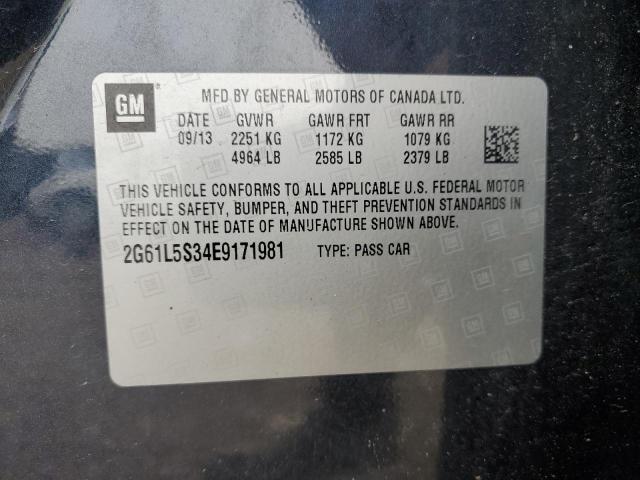 GM
MFD BY GENERAL MOTORS OF CANADA LTD.
DATE GVWR GAWR FRT GAWR RR
09/13 2251 KG 1172 KG 1079 KG
4964 LB 2585 LB 2379 LB
THIS VEHICLE CONFORMS TO ALL APPLICABLE U.S. FEDERAL MOTOR
VEHICLE SAFETY, BUMPER, AND THEFT PREVENTION STANDARDS IN
EFFECT ON THE DATE OF MANUFACTURE SHOWN ABOVE.
2G61L5S34E9171981 TYPE: PASS CAR